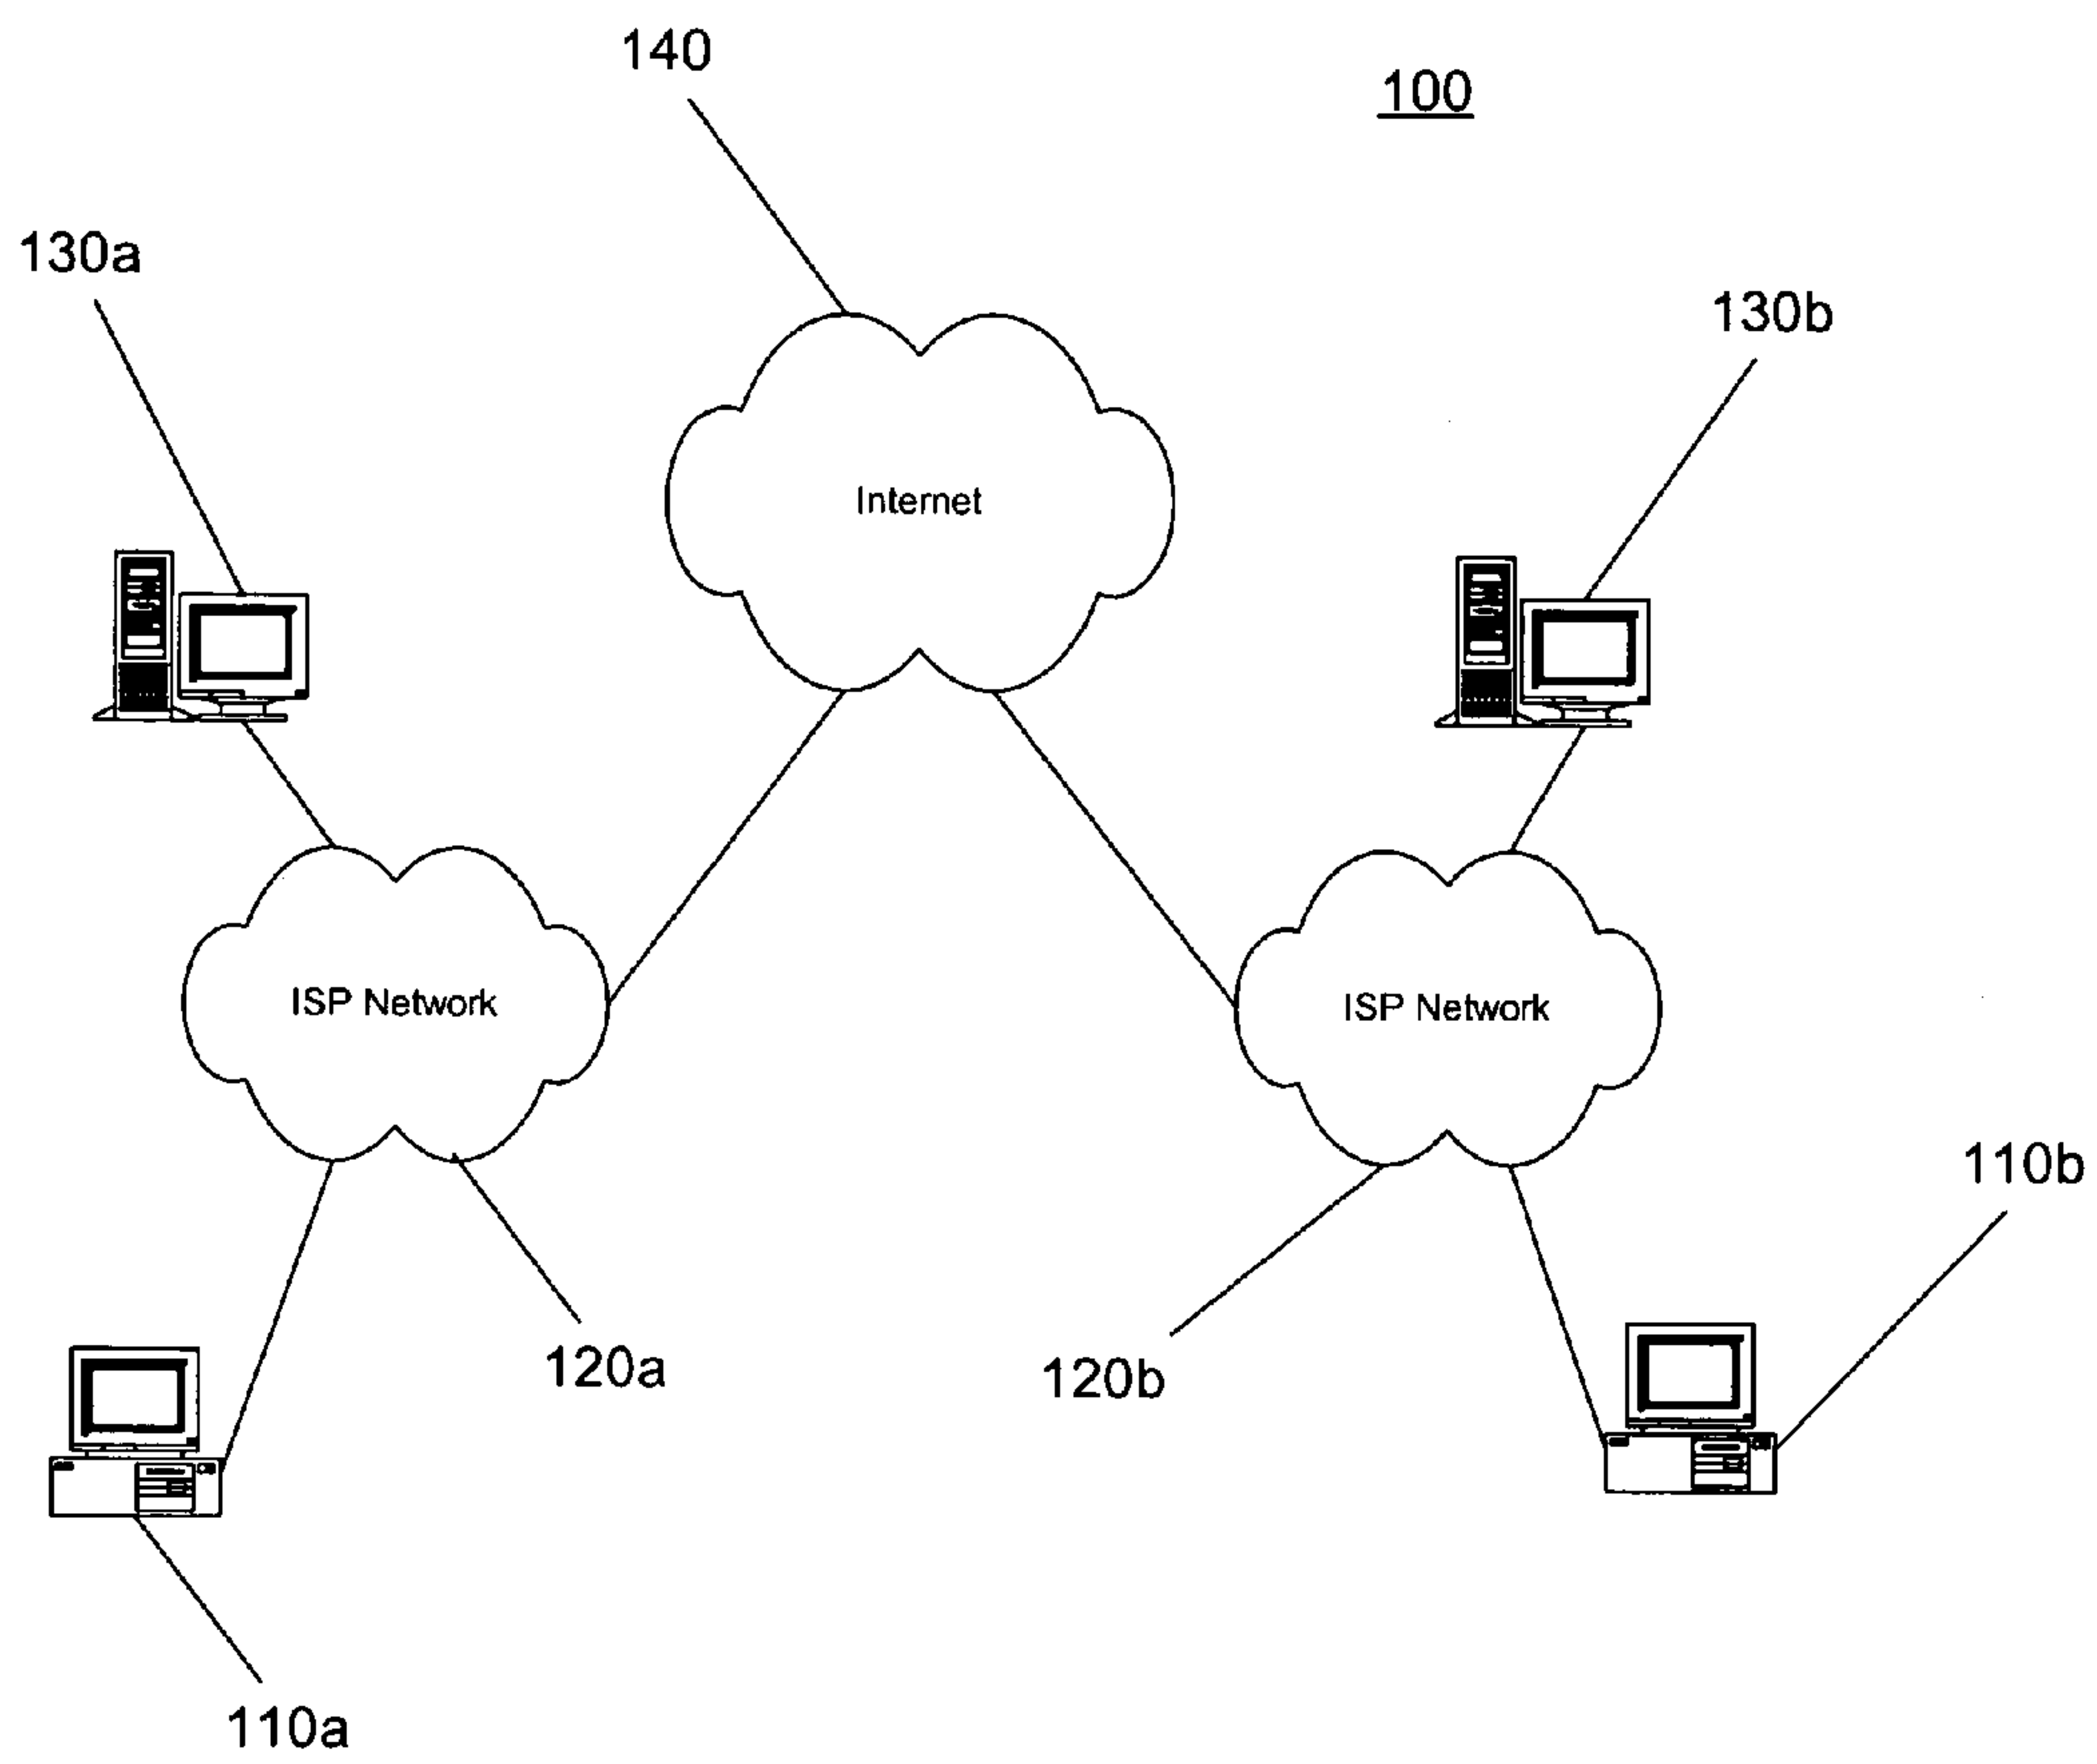 140
100
130a
130b
Internet
ISP Network
ISP Network
110b
120a
120b
110a